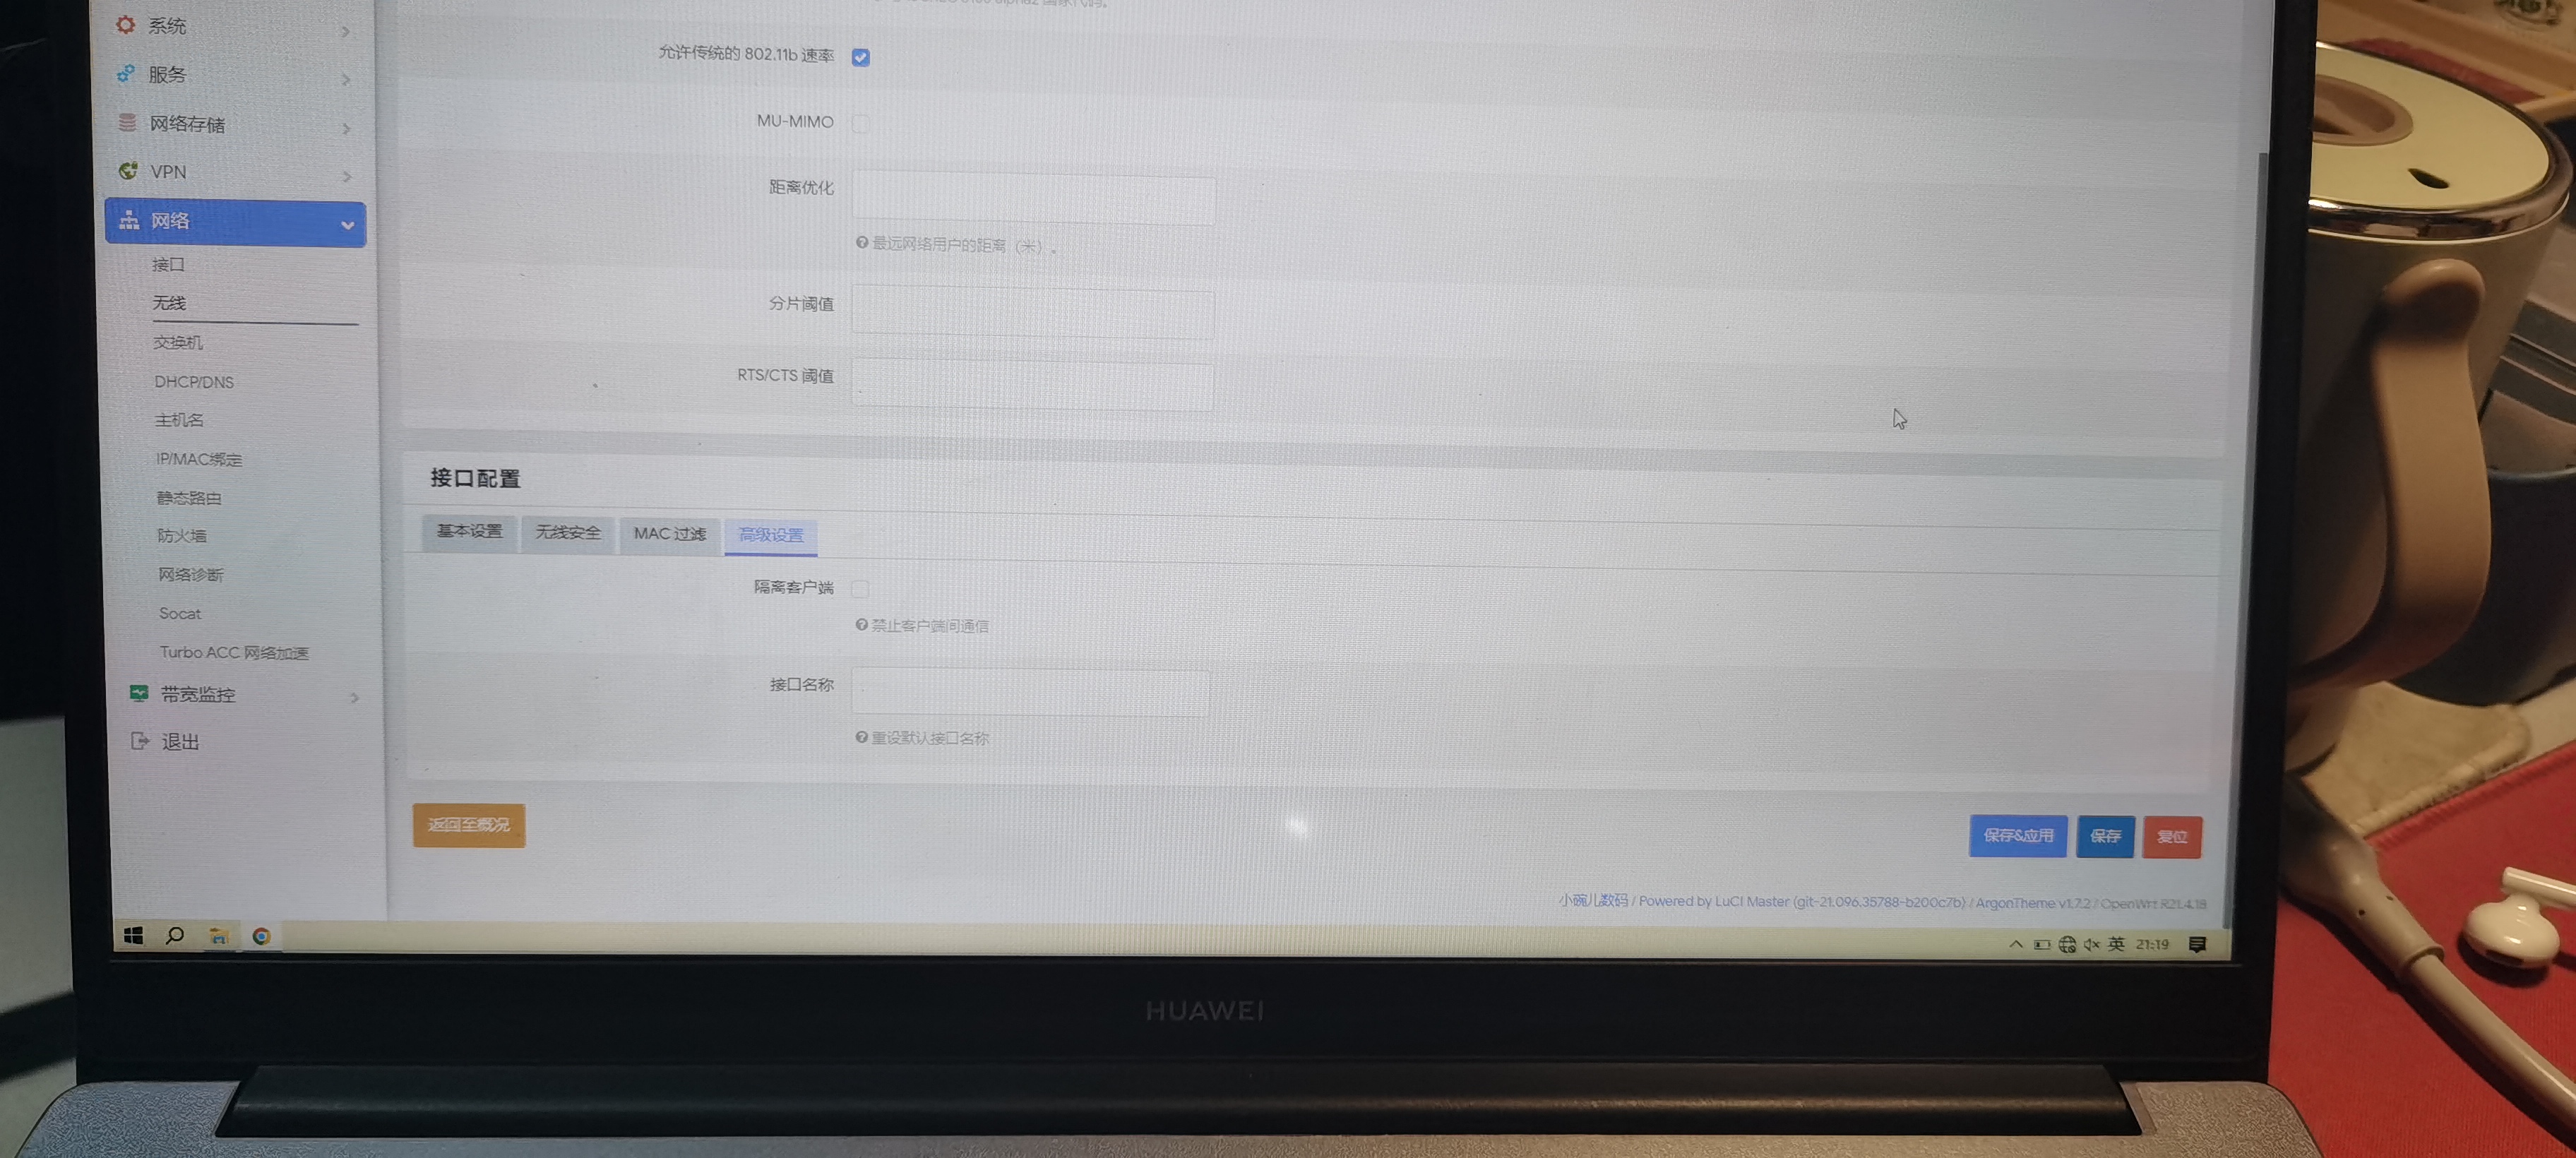 系统
服务
网络存储
VPN
网络
接口
无线
交换机
DHCP/DNS
主机名
IP/MAC绑定
静态路由
防火墙
网络诊断
Socat
Turbo ACC 网络加速
带宽监控
退出
国家代码。
允许传统的 802.11b 速率
MU-MIMO
距离优化
最远网络用户的距离（米）。
分片阈值
RTS/CTS 阈值
接口配置
基本设置 无线安全 MAC 过滤 高级设置
隔离客户端
禁止客户端间通信
接口名称
重设默认接口名称
返回至概况
保存&应用 保存 复位
小碗儿数码 / Powered by LuCI Master (git-21.096.35788-b200c7b) / ArgonTheme v1.7.2 / OpenWrt R21.4.18
英 21:19
HUAWEI